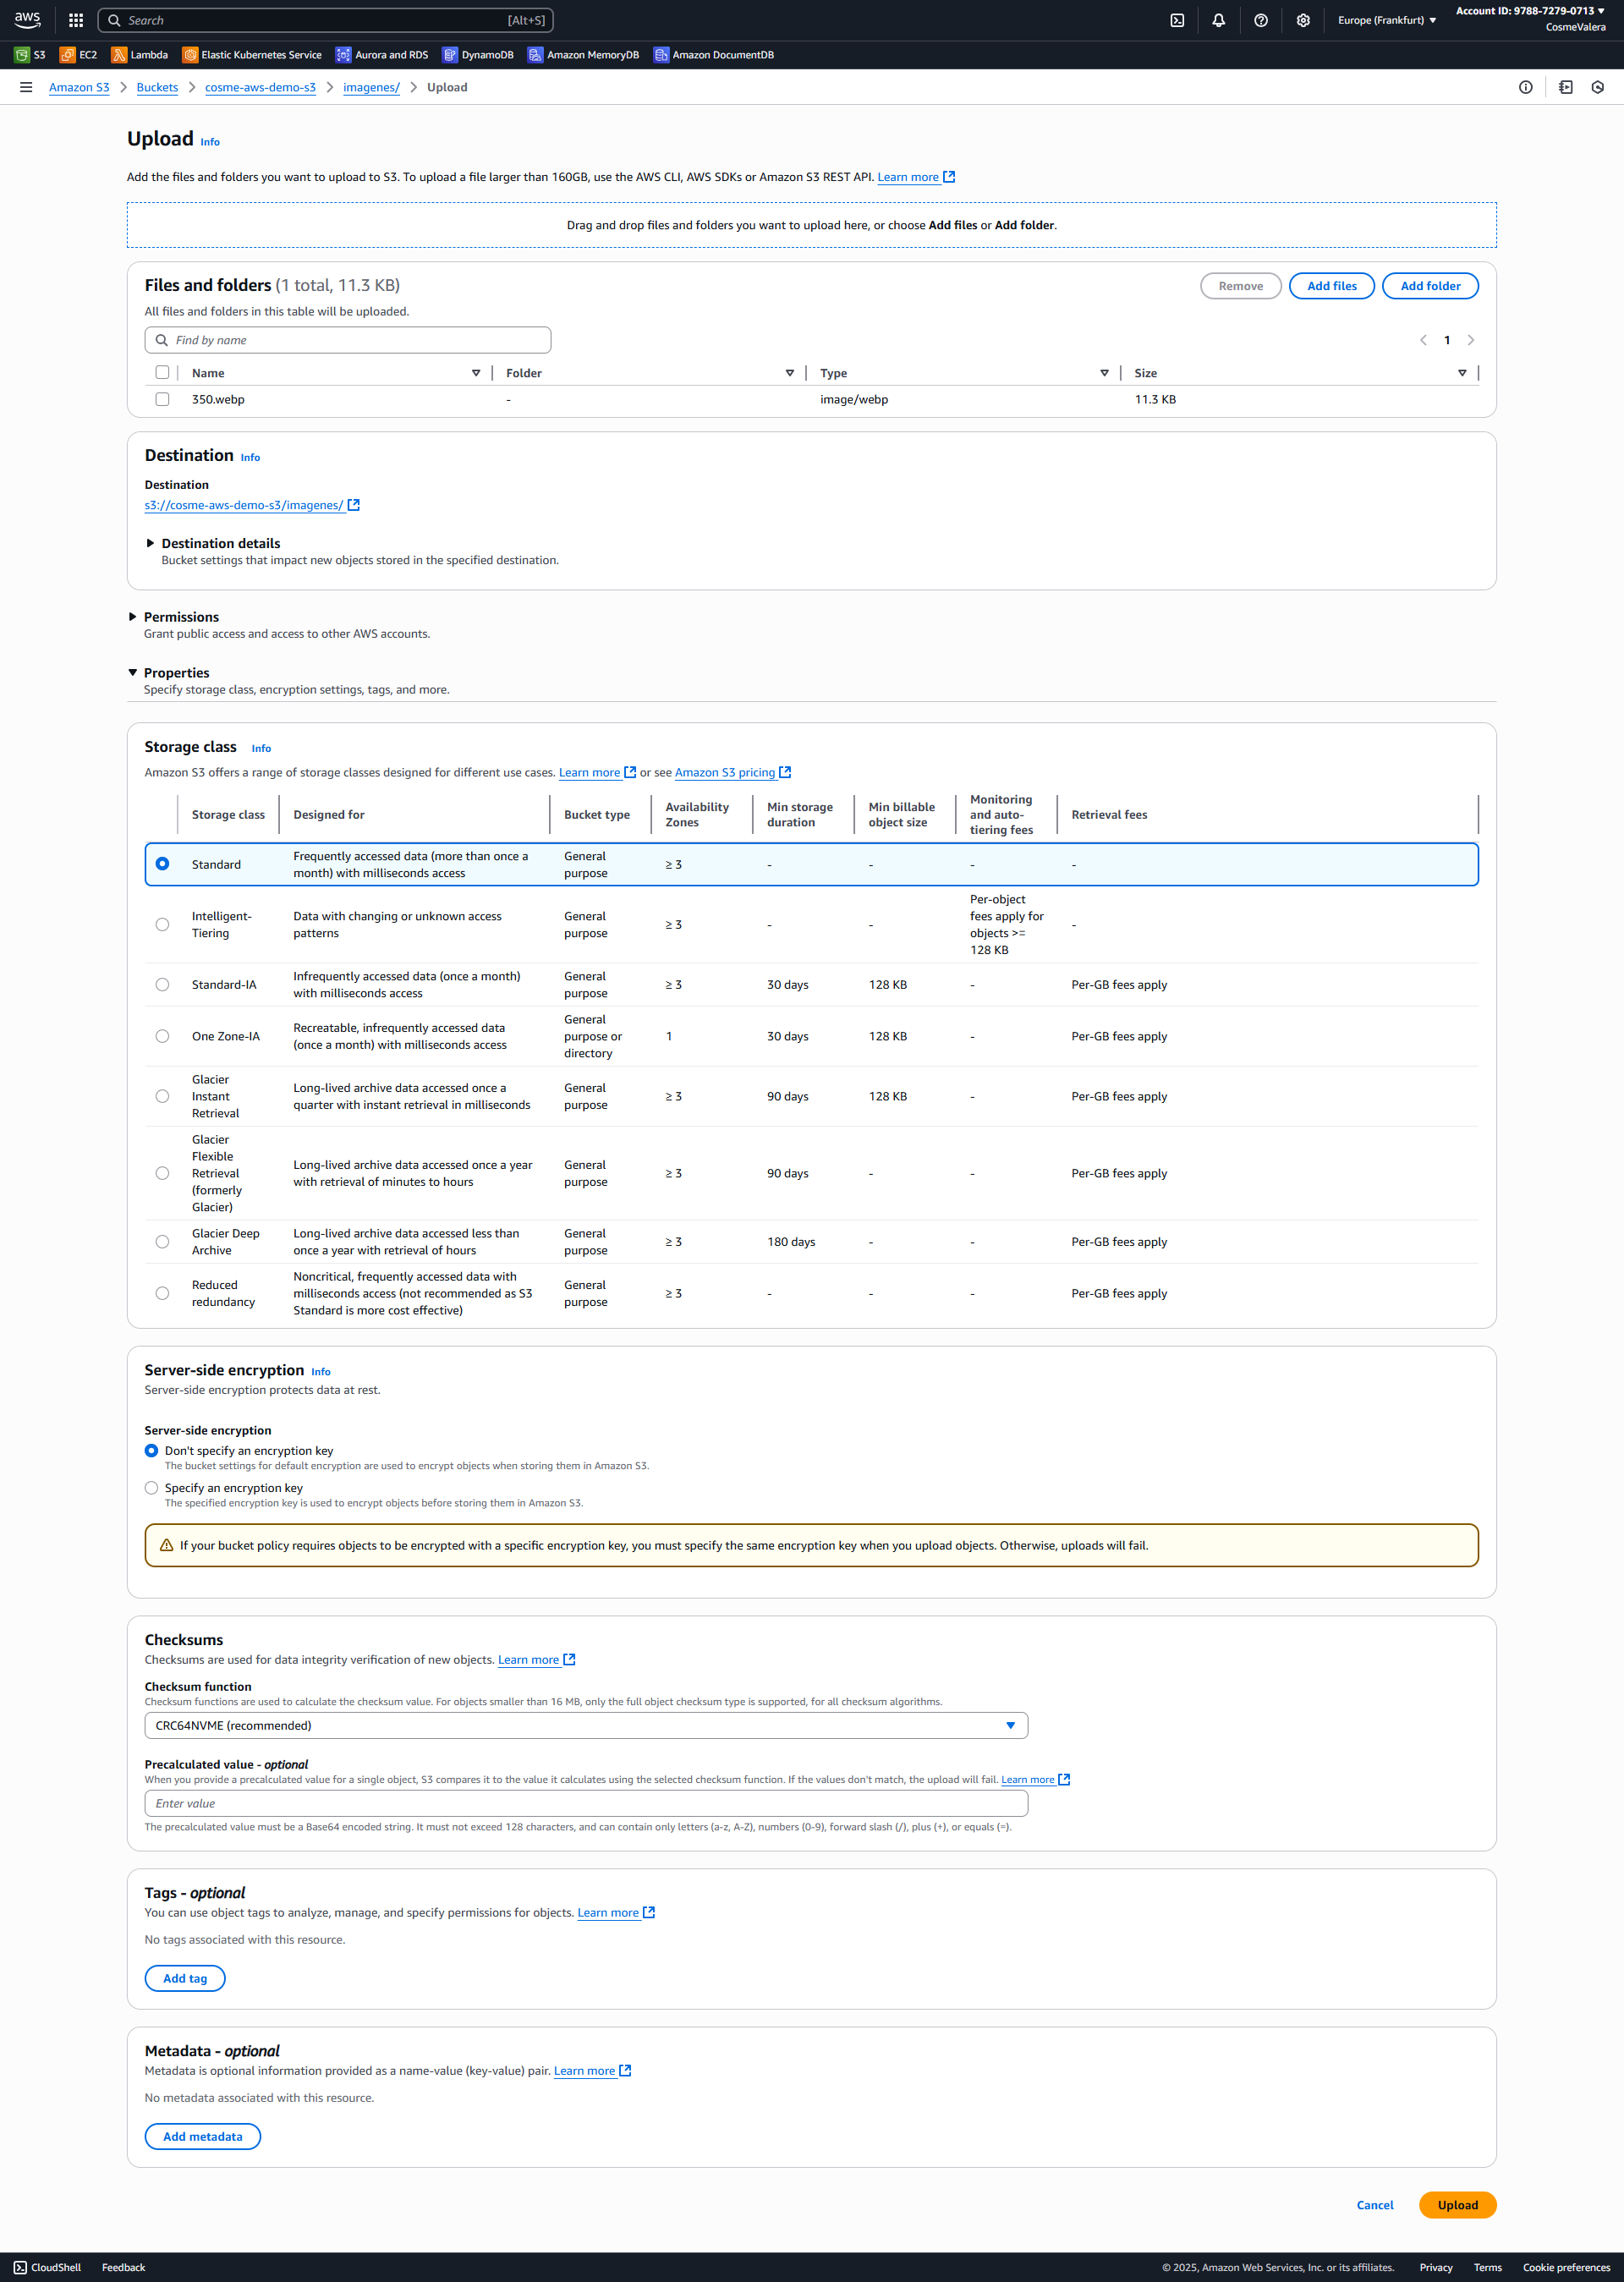 aws
Search [Alt+S]
Europe (Frankfurt)
Account ID: 9788-7279-0713
CosmeValera
S3 EC2 Lambda Elastic Kubernetes Service Aurora and RDS DynamoDB Amazon MemoryDB Amazon DocumentDB
Amazon S3 Buckets cosme-aws-demo-s3 imagenes/ Upload
Upload Info
Add the files and folders you want to upload to S3. To upload a file larger than 160GB, use the AWS CLI, AWS SDKs or Amazon S3 REST API. Learn more
Drag and drop files and folders you want to upload here, or choose Add files or Add folder.
Files and folders (1 total, 11.3 KB)
Remove Add files Add folder
All files and folders in this table will be uploaded.
Find by name
1
Name Folder Type Size
350.webp - image/webp 11.3 KB
Destination Info
Destination
s3://cosme-aws-demo-s3/imagenes/
Destination details
Bucket settings that impact new objects stored in the specified destination.
Permissions
Grant public access and access to other AWS accounts.
Properties
Specify storage class, encryption settings, tags, and more.
Storage class Info
Amazon S3 offers a range of storage classes designed for different use cases. Learn more or see Amazon S3 pricing
Storage class
Designed for
Bucket type
Availability
Zones
Min storage
duration
Min billable
object size
Monitoring
and auto-
tiering fees
Retrieval fees
Standard
Frequently accessed data (more than once a
month) with milliseconds access
General
purpose
≥ 3
-
-
-
-
Intelligent-
Tiering
Data with changing or unknown access
patterns
General
purpose
≥ 3
-
-
Per-object
fees apply for
objects >=
128 KB
-
Standard-IA
Infrequently accessed data (once a month)
with milliseconds access
General
purpose
≥ 3
30 days
128 KB
-
Per-GB fees apply
One Zone-IA
Recreatable, infrequently accessed data
(once a month) with milliseconds access
General
purpose or
directory
1
30 days
128 KB
-
Per-GB fees apply
Glacier
Instant
Retrieval
Long-lived archive data accessed once a
quarter with instant retrieval in milliseconds
General
purpose
≥ 3
90 days
128 KB
-
Per-GB fees apply
Glacier
Flexible
Retrieval
(formerly
Glacier)
Long-lived archive data accessed once a year
with retrieval of minutes to hours
General
purpose
≥ 3
90 days
-
-
Per-GB fees apply
Glacier Deep
Archive
Long-lived archive data accessed less than
once a year with retrieval of hours
General
purpose
≥ 3
180 days
-
-
Per-GB fees apply
Reduced
redundancy
Noncritical, frequently accessed data with
milliseconds access (not recommended as S3
Standard is more cost effective)
General
purpose
≥ 3
-
-
-
Per-GB fees apply
Server-side encryption Info
Server-side encryption protects data at rest.
Server-side encryption
Don't specify an encryption key
The bucket settings for default encryption are used to encrypt objects when storing them in Amazon S3.
Specify an encryption key
The specified encryption key is used to encrypt objects before storing them in Amazon S3.
If your bucket policy requires objects to be encrypted with a specific encryption key, you must specify the same encryption key when you upload objects. Otherwise, uploads will fail.
Checksums
Checksums are used for data integrity verification of new objects. Learn more
Checksum function
Checksum functions are used to calculate the checksum value. For objects smaller than 16 MB, only the full object checksum type is supported, for all checksum algorithms.
CRC64NVME (recommended)
Precalculated value - optional
When you provide a precalculated value for a single object, S3 compares it to the value it calculates using the selected checksum function. If the values don't match, the upload will fail. Learn more
Enter value
The precalculated value must be a Base64 encoded string. It must not exceed 128 characters, and can contain only letters (a-z, A-Z), numbers (0-9), forward slash (/), plus (+), or equals (=).
Tags - optional
You can use object tags to analyze, manage, and specify permissions for objects. Learn more
No tags associated with this resource.
Add tag
Metadata - optional
Metadata is optional information provided as a name-value (key-value) pair. Learn more
No metadata associated with this resource.
Add metadata
Cancel Upload
CloudShell Feedback © 2025, Amazon Web Services, Inc. or its affiliates. Privacy Terms Cookie preferences